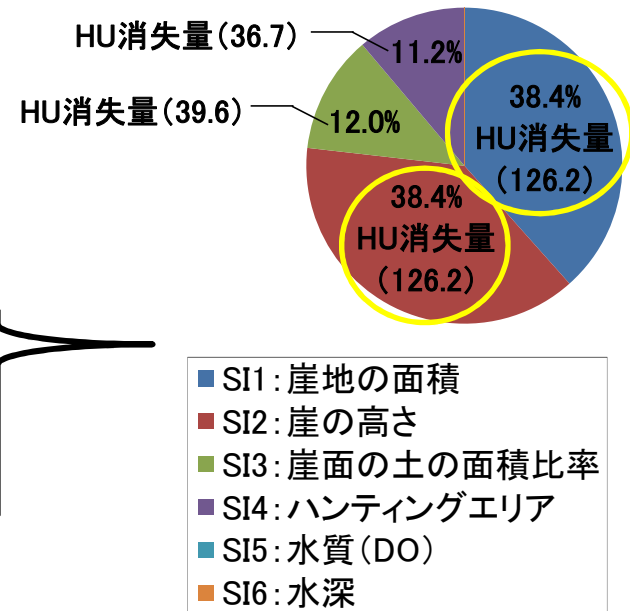 HU消失量(36.7)
11.2%
HU消失量(39.6)
12.0%
38.4%
HU消失量
(126.2)
38.4%
HU消失量
(126.2)
SI1:崖地の面積
SI2:崖の高さ
SI3:崖面の土の面積比率
SI4:ハンティングエリア
SI5:水質(DO)
SI6:水深